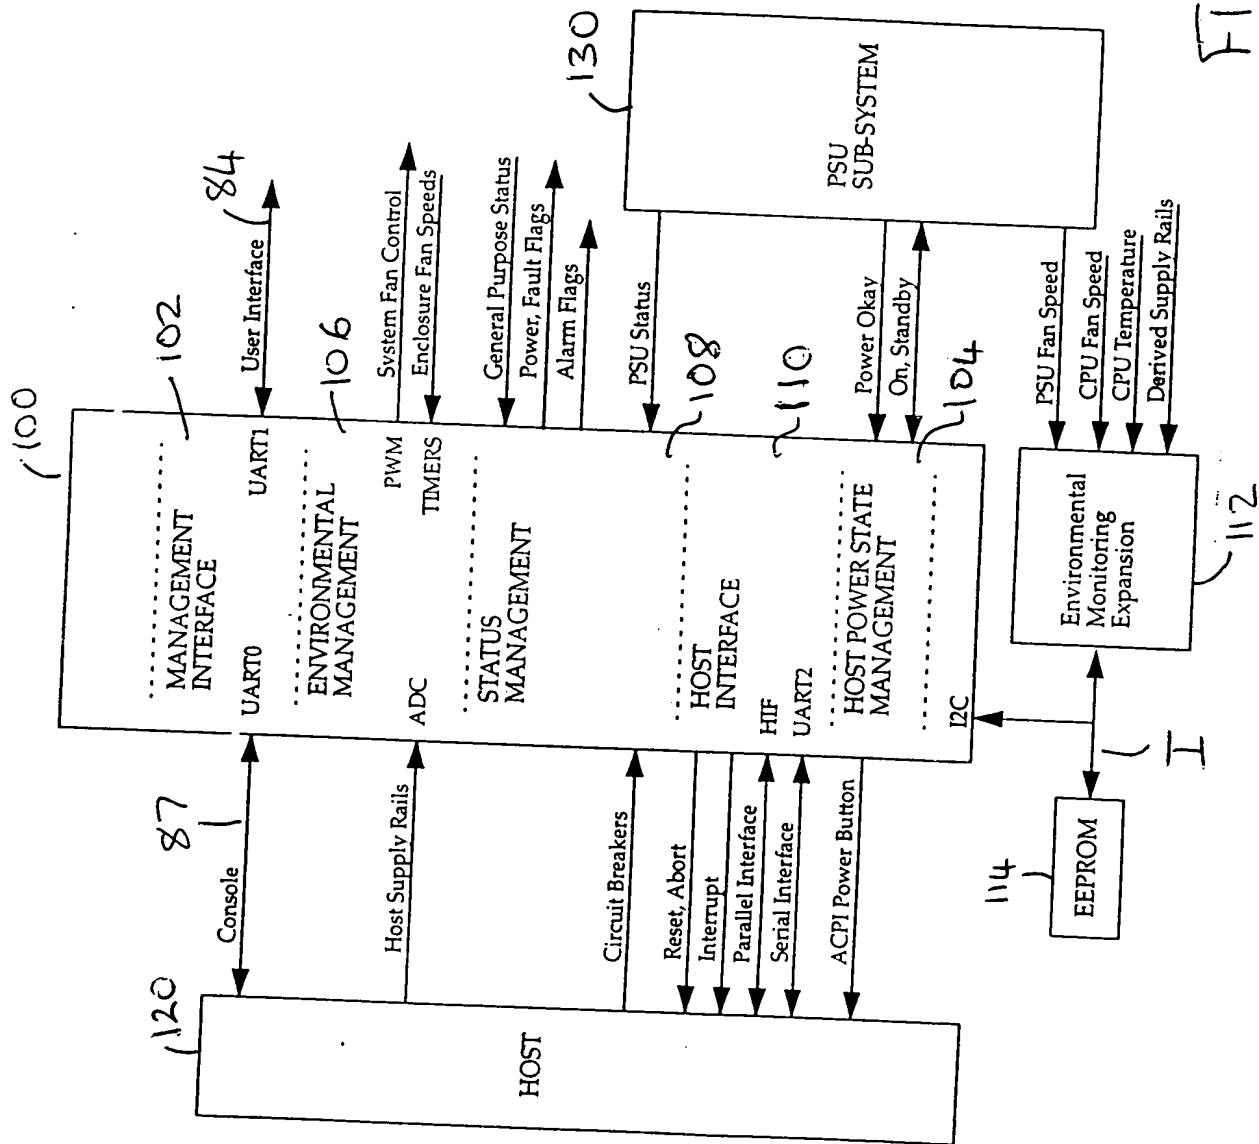 FI
100
102
MANAGEMENT
INTERFACE
UART0
UART1
User Interface
84
87
Console
120
HOST
106
ENVIRONMENTAL
MANAGEMENT
ADC
PWM
TIMERS
System Fan Control
Enclosure Fan Speeds
Host Supply Rails
STATUS
MANAGEMENT
General Purpose Status
Power, Fault Flags
Alarm Flags
Circuit Breakers
PSU Status
130
PSU
SUB-SYSTEM
108
HOST
INTERFACE
HIF
UART2
110
Reset, Abort
Interrupt
Parallel Interface
Serial Interface
HOST POWER STATE
MANAGEMENT
Power Okay
On, Standby
104
ACPI Power Button
I2C
I
114
EEPROM
Environmental
Monitoring
Expansion
112
PSU Fan Speed
CPU Fan Speed
CPU Temperature
Derived Supply Rails